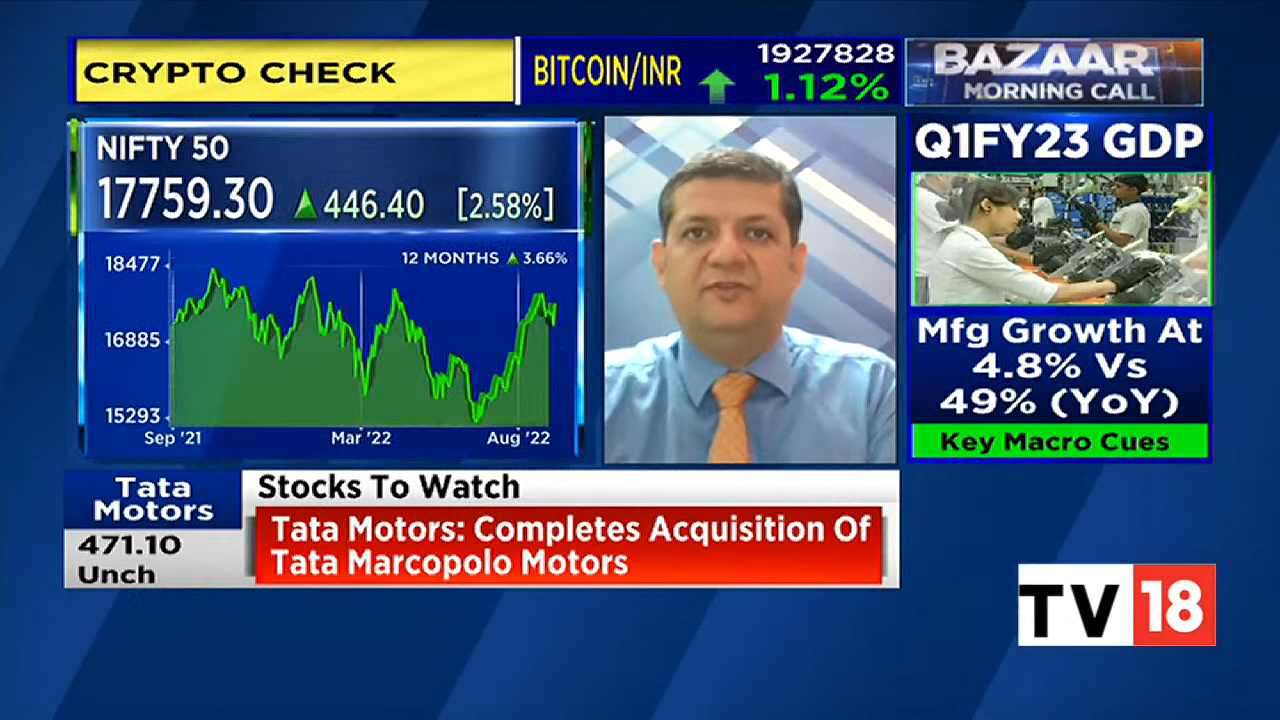 CRYPTO CHECK
BITCOIN/INR
1927828
1.12%
BAZAAR
MORNING CALL
NIFTY 50
17759.30 446.40 [2.58%]
12 MONTHS 3.66%
18477
16885
15293
Sep '21 Mar '22 Aug '22
Q1FY23 GDP
Mfg Growth At
4.8% Vs
49% (YoY)
Key Macro Cues
Tata
Motors
471.10
Unch
Stocks To Watch
Tata Motors: Completes Acquisition Of
Tata Marcopolo Motors
TV18